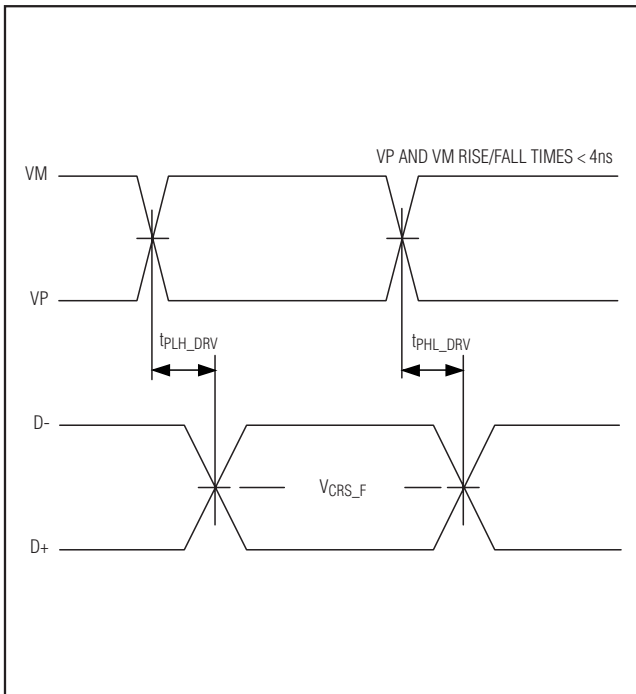 VP AND VM RISE/FALL TIMES < 4ns
VM
VP
tPLH_DRV
tPHL_DRV
D-
VCRS_F
D+